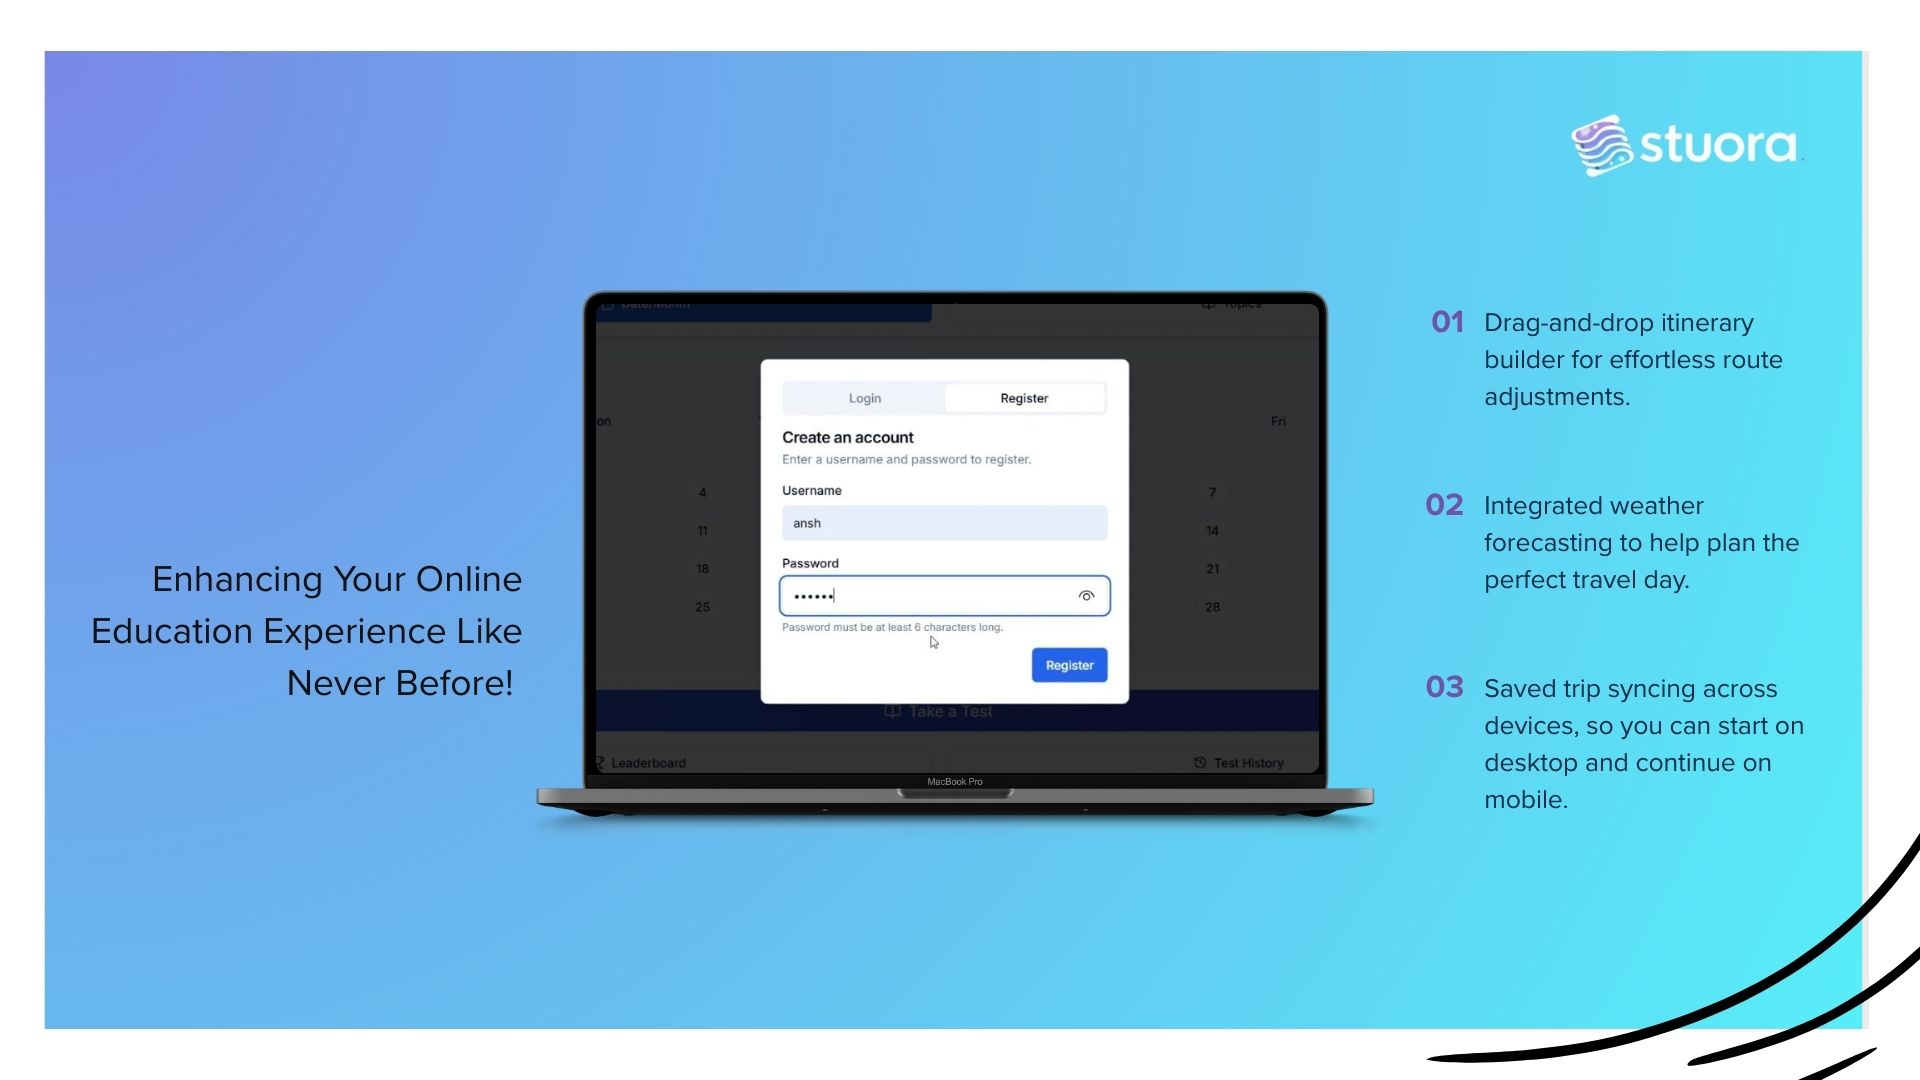 stuora
Enhancing Your Online
Education Experience Like
Never Before!
Date/Month
Topics
Login
Register
on
Fri
Create an account
Enter a username and password to register.
Username
4
7
ansh
11
14
Password
18
21
••••••
25
28
Password must be at least 6 characters long.
Register
Take a Test
Leaderboard
Test History
MacBook Pro
01 Drag-and-drop itinerary
builder for effortless route
adjustments.
02 Integrated weather
forecasting to help plan the
perfect travel day.
03 Saved trip syncing across
devices, so you can start on
desktop and continue on
mobile.